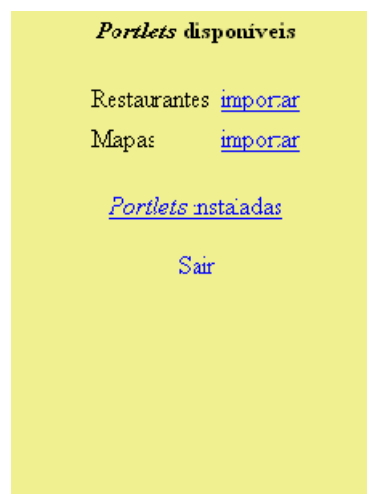 Portlets disponíveis
Restaurantes importar
Mapas importar
Portlets instaladas
Sair